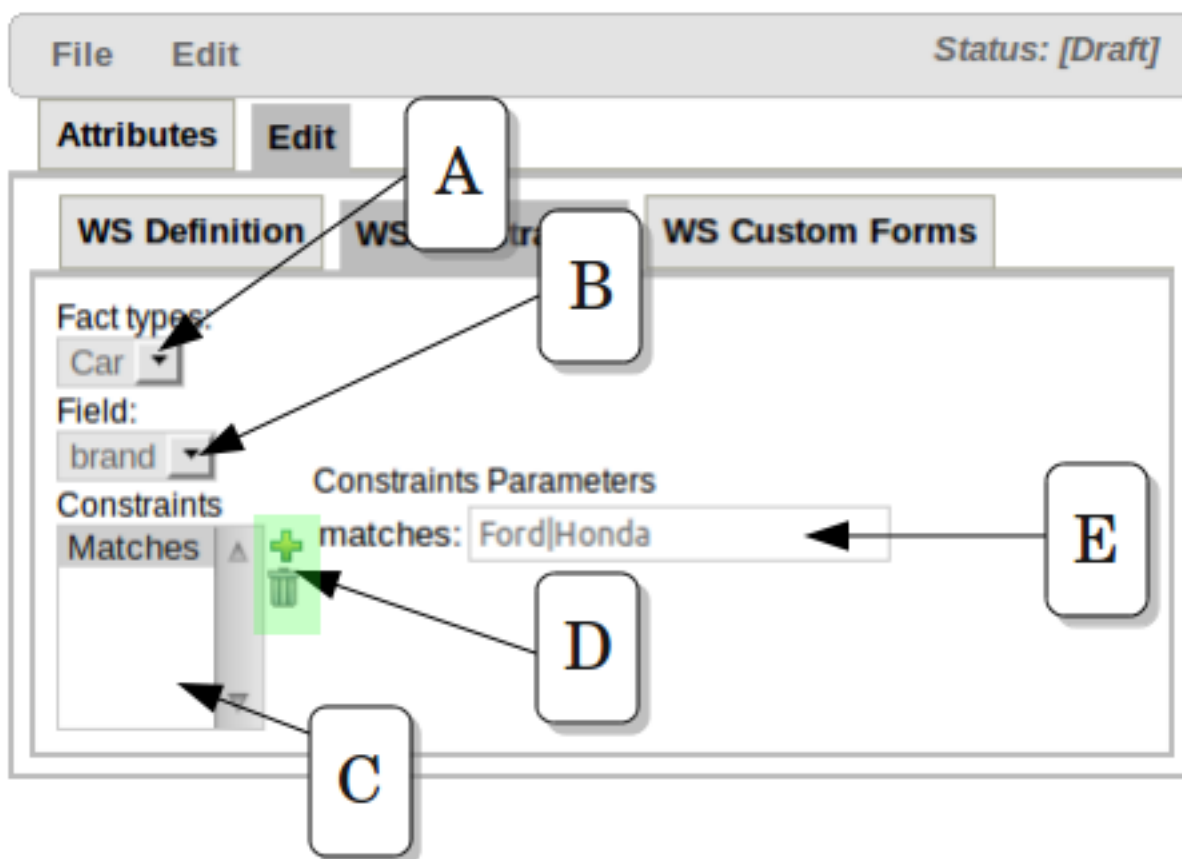 File Edit Status: [Draft]
Attributes Edit
A
WS Definition WS WS Custom Forms
B
Fact types:
Car
Field:
brand
Constraints Constraints Parameters
Matches matches: Ford|Honda
E
D
C